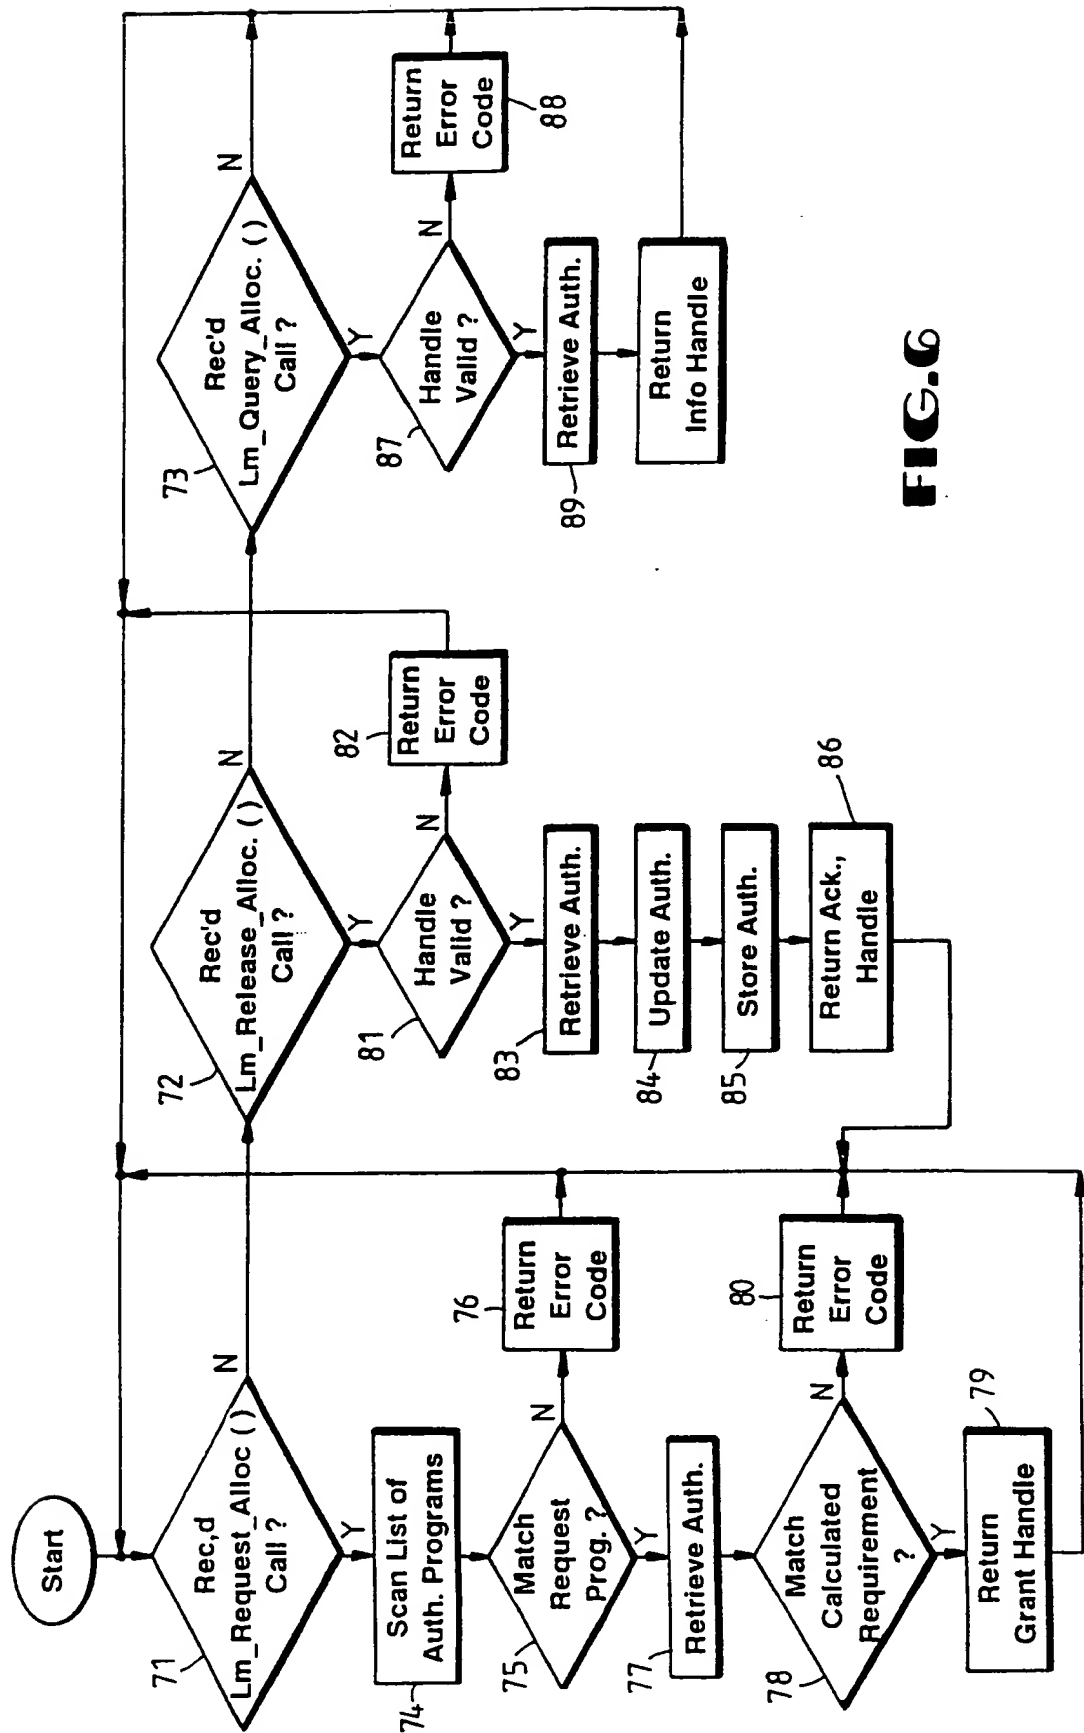 Start
71
Rec,d
Lm_Request_Alloc ( )
Call ?
N
Y
74
Scan List of
Auth. Programs
75
Match
Request
Prog. ?
N
Y
76
Return
Error
Code
77
Retrieve Auth.
78
Match
Calculated
Requirement
?
N
Y
80
Return
Error
Code
79
Return
Grant Handle
72
Rec'd
Lm_Release_Alloc. ( )
Call ?
N
Y
81
Handle
Valid ?
N
Y
82
Return
Error
Code
83
Retrieve Auth.
84
Update Auth.
85
Store Auth.
86
Return Ack.,
Handle
73
Rec'd
Lm_Query_Alloc. ( )
Call ?
N
Y
87
Handle
Valid ?
N
Y
88
Return
Error
Code
89
Retrieve Auth.
Return
Info Handle
FIG.6